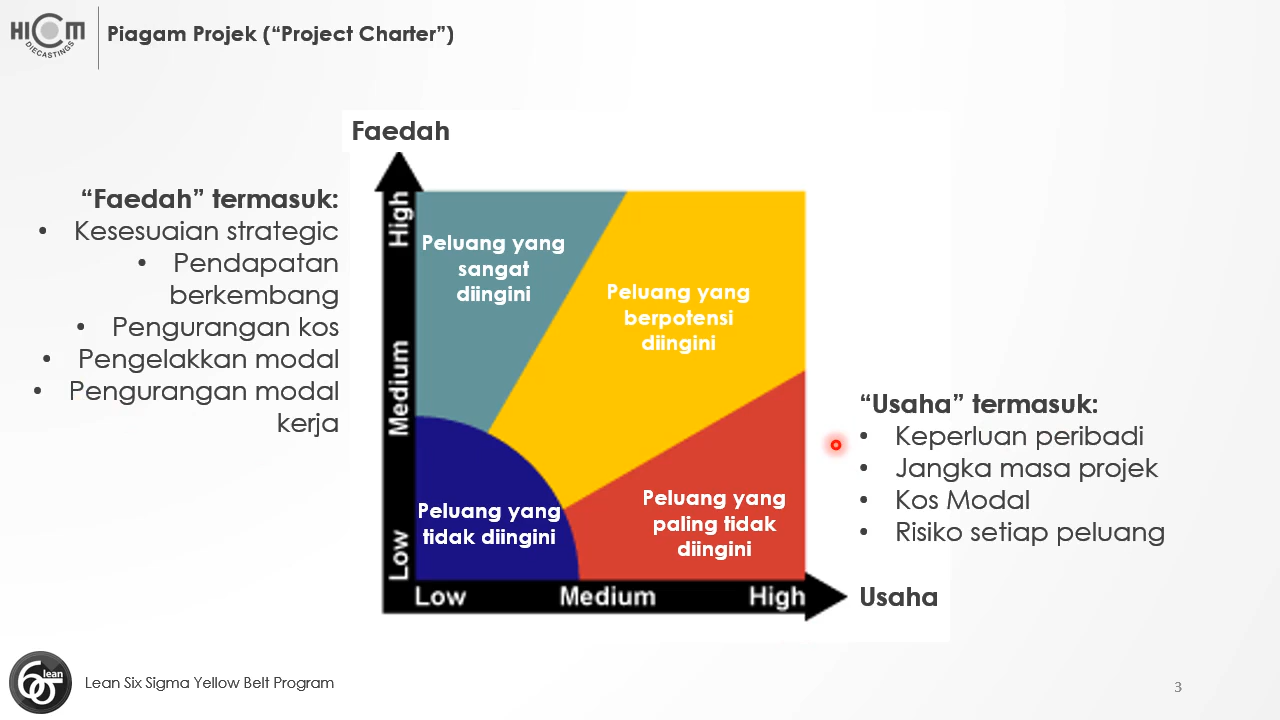 HICOM
DIECASTINGS
Piagam Projek (“Project Charter”)
Faedah
“Faedah” termasuk:
• Kesesuaian strategic
• Pendapatan
berkembang
• Pengurangan kos
• Pengelakkan modal
• Pengurangan modal
kerja
High
Medium
Low
Peluang yang
sangat
diingini
Peluang yang
berpotensi
diingini
Peluang yang
tidak diingini
Peluang yang
paling tidak
diingini
Low
Medium
High
Usaha
“Usaha” termasuk:
• Keperluan peribadi
• Jangka masa projek
• Kos Modal
• Risiko setiap peluang
lean
6σ
Lean Six Sigma Yellow Belt Program
3